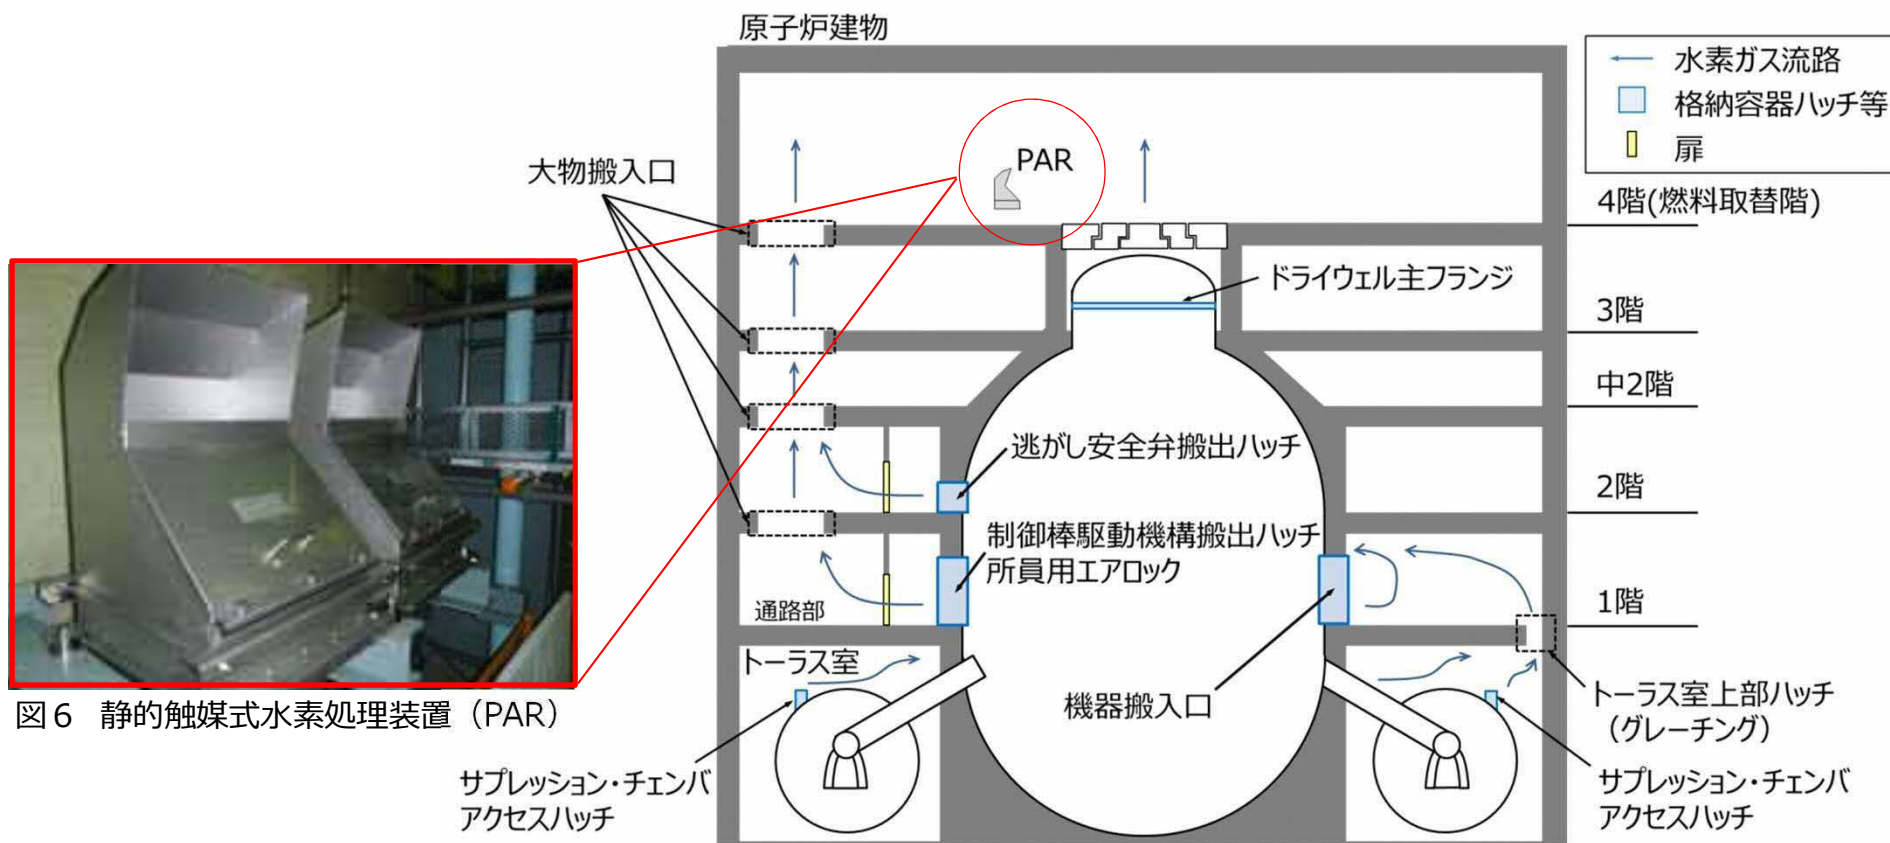 原子炉建物
水素ガス流路
格納容器ハッチ等
扉
PAR
大物搬入口
4階(燃料取替階)
ドライウェル主フランジ
3階
中2階
逃がし安全弁搬出ハッチ
2階
制御棒駆動機構搬出ハッチ
所員用エアロック
1階
通路部
トーラス室
機器搬入口
トーラス室上部ハッチ
（グレーチング）
図６ 静的触媒式水素処理装置（PAR）
サプレッション・チェンバ
アクセスハッチ
サプレッション・チェンバ
アクセスハッチ